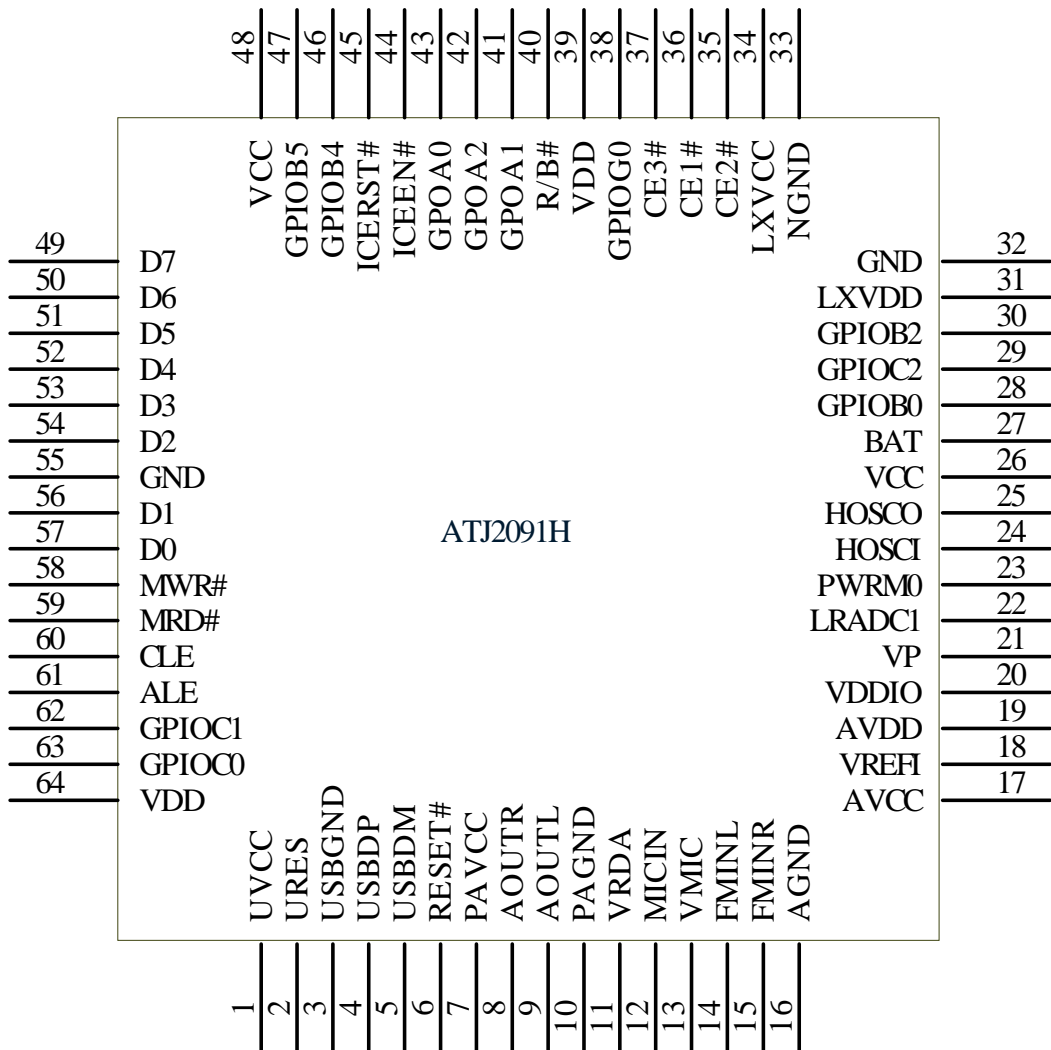 48 47 46 45 44 43 42 41 40 39 38 37 36 35 34 33
VCC GPIOB5 GPIOB4 ICERST# ICEEN# GPOA0 GPOA2 GPOA1 R/B# VDD GPIOG0 CE3# CE1# CE2# LXVCC NGND
49 D7 GND 32
50 D6 LXVDD 31
51 D5 GPIOB2 30
52 D4 GPIOC2 29
53 D3 GPIOB0 28
54 D2 BAT 27
55 GND VCC 26
56 D1 HOSCO 25
ATJ2091H
57 D0 HOSCI 24
58 MWR# PWRM0 23
59 MRD# LRADC1 22
60 CLE VP 21
61 ALE VDDIO 20
62 GPIOC1 AVDD 19
63 GPIOC0 VREFI 18
64 VDD AVCC 17
UVCC URES USBGND USBDP USBDM RESET# PAVCC AOUTR AOUTL PAGND VRDA MICIN VMIC FMINL FMINR AGND
1 2 3 4 5 6 7 8 9 10 11 12 13 14 15 16